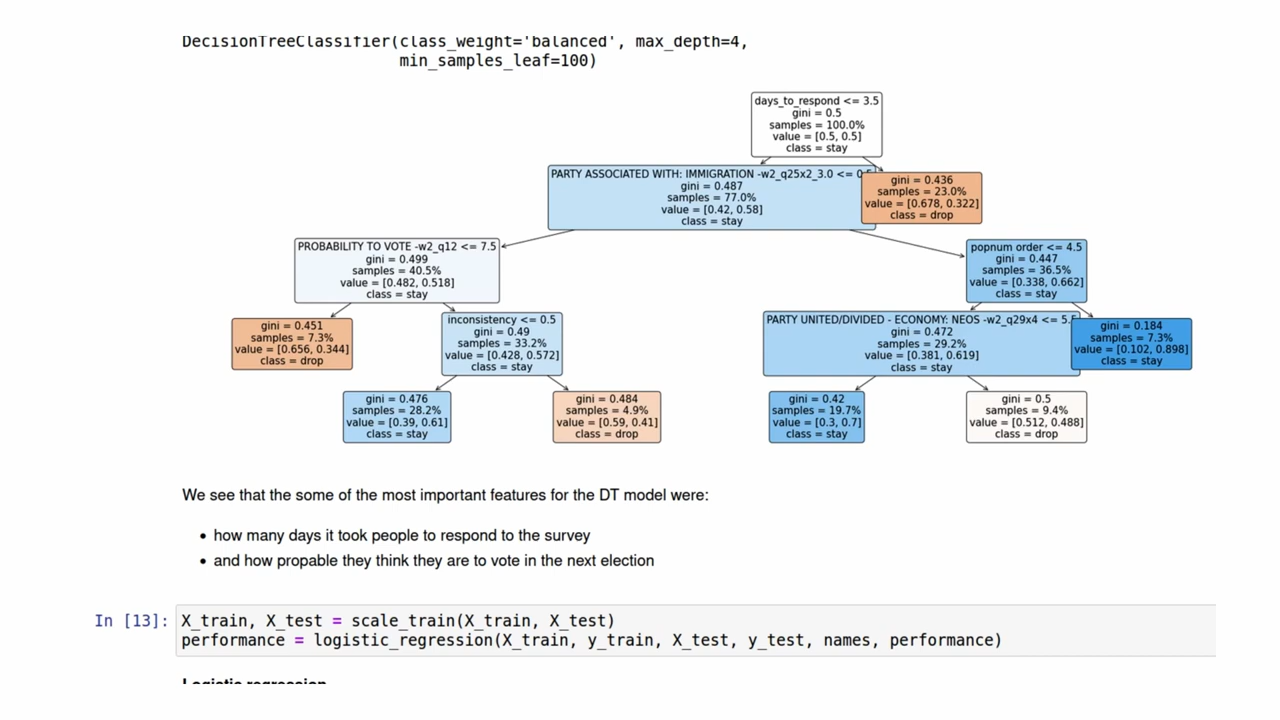 DecisionTreeClassifier(class_weight='balanced', max_depth=4,
min_samples_leaf=100)
days_to_respond <= 3.5
gini = 0.5
samples = 100.0%
value = [0.5, 0.5]
class = stay
PARTY ASSOCIATED WITH: IMMIGRATION -w2_q25x2_3.0 <= 0.5
gini = 0.487
samples = 77.0%
value = [0.42, 0.58]
class = stay
gini = 0.436
samples = 23.0%
value = [0.678, 0.322]
class = drop
PROBABILITY TO VOTE -w2_q12 <= 7.5
gini = 0.499
samples = 40.5%
value = [0.482, 0.518]
class = stay
popnum order <= 4.5
gini = 0.447
samples = 36.5%
value = [0.338, 0.662]
class = stay
gini = 0.451
samples = 7.3%
value = [0.656, 0.344]
class = drop
inconsistency <= 0.5
gini = 0.49
samples = 33.2%
value = [0.428, 0.572]
class = stay
PARTY UNITED/DIVIDED - ECONOMY: NEOS -w2_q29x4 <= 5.5
gini = 0.472
samples = 29.2%
value = [0.381, 0.619]
class = stay
gini = 0.184
samples = 7.3%
value = [0.102, 0.898]
class = stay
gini = 0.476
samples = 28.2%
value = [0.39, 0.61]
class = stay
gini = 0.484
samples = 4.9%
value = [0.59, 0.41]
class = drop
gini = 0.42
samples = 19.7%
value = [0.3, 0.7]
class = stay
gini = 0.5
samples = 9.4%
value = [0.512, 0.488]
class = drop
We see that the some of the most important features for the DT model were:
• how many days it took people to respond to the survey
• and how propable they think they are to vote in the next election
In [13]: X_train, X_test = scale_train(X_train, X_test)
performance = logistic_regression(X_train, y_train, X_test, y_test, names, performance)
Logistic regression